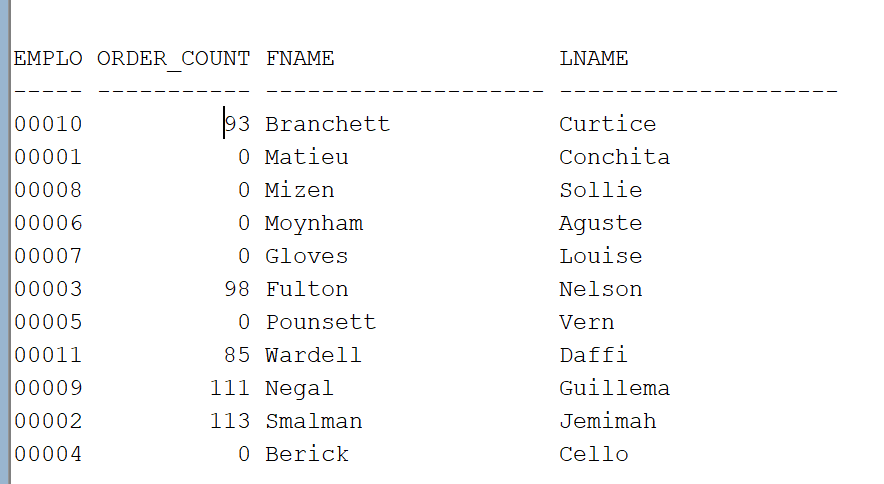 EMPLO ORDER_COUNT FNAME                LNAME
----- ----------- -------------------- --------------------
00010          93 Branchett            Curtice
00001           0 Matieu               Conchita
00008           0 Mizen                Sollie
00006           0 Moynham              Aguste
00007           0 Gloves               Louise
00003          98 Fulton               Nelson
00005           0 Pounsett             Vern
00011          85 Wardell              Daffi
00009         111 Negal                Guillema
00002         113 Smalman              Jemimah
00004           0 Berick               Cello